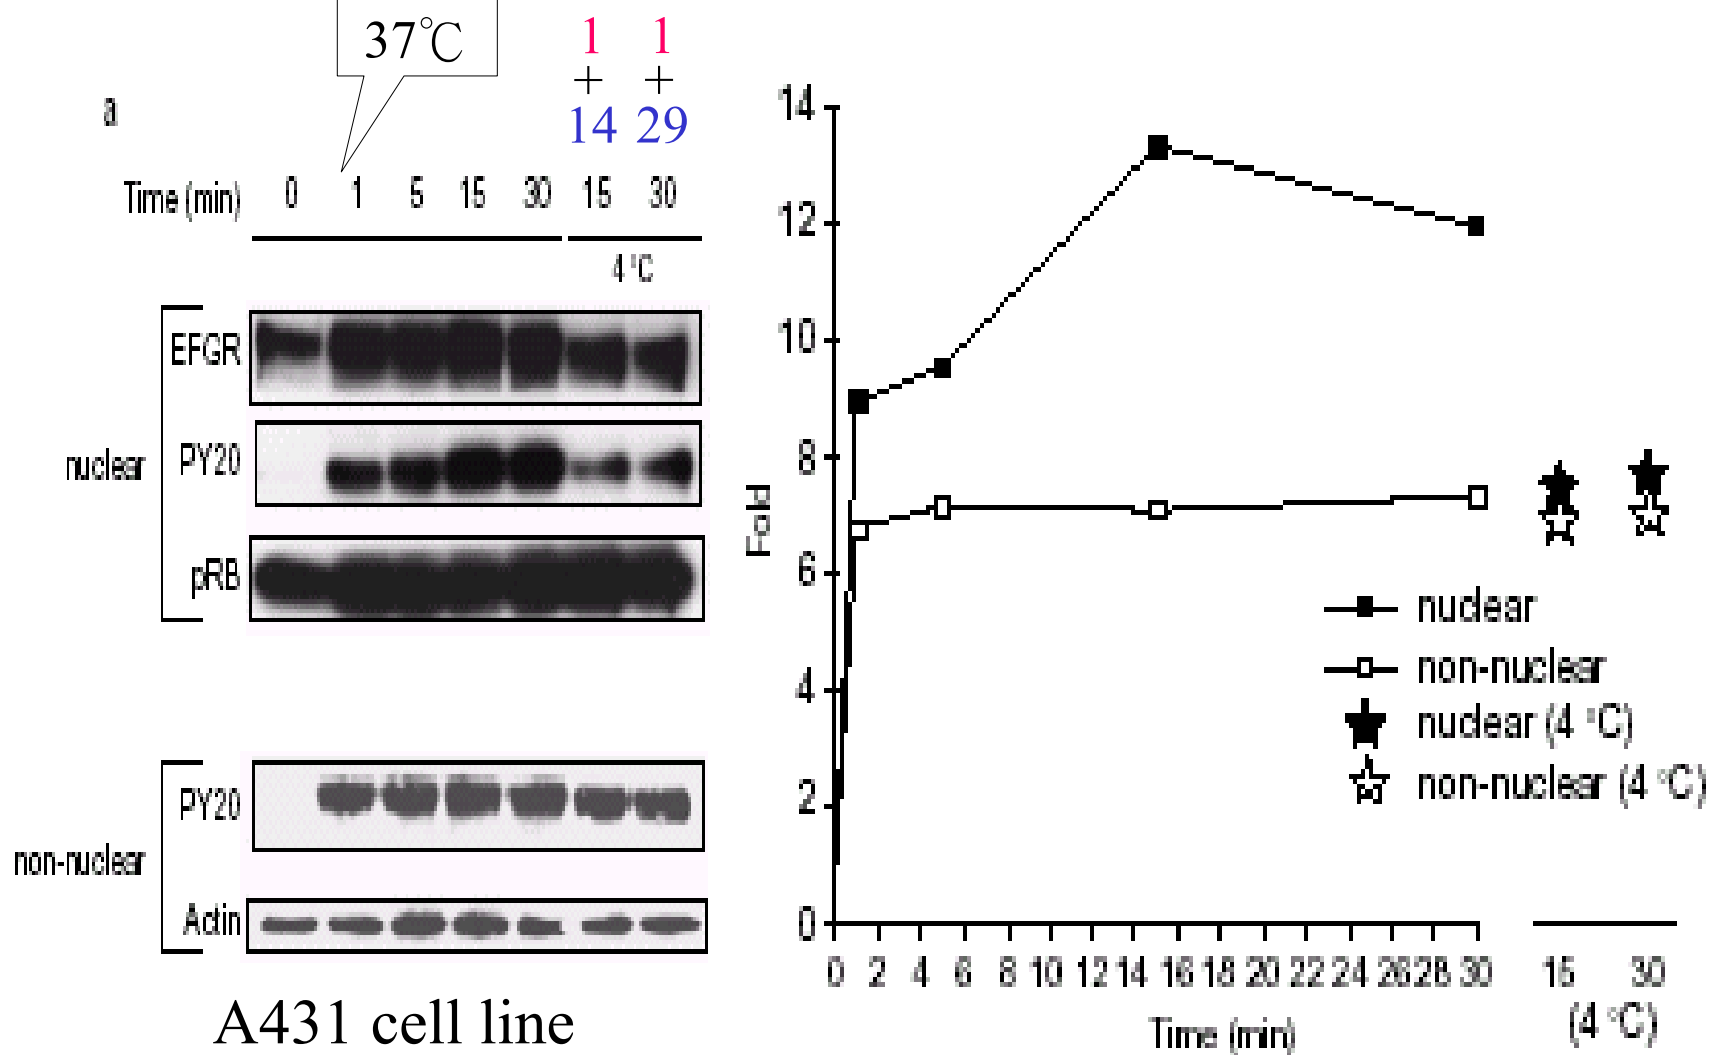 37℃
1 1
+ +
14 29
a
Time (min) 0 1 5 15 30 15 30
4 °C
nuclear
EFGR
PY20
pRB
non-nuclear
PY20
Actin
A431 cell line
Fold
14
12
10
8
6
4
2
0
nuclear
non-nuclear
nuclear (4 °C)
non-nuclear (4 °C)
0 2 4 6 8 10 12 14 16 18 20 22 24 26 28 30 15 30
Time (min)
(4 °C)